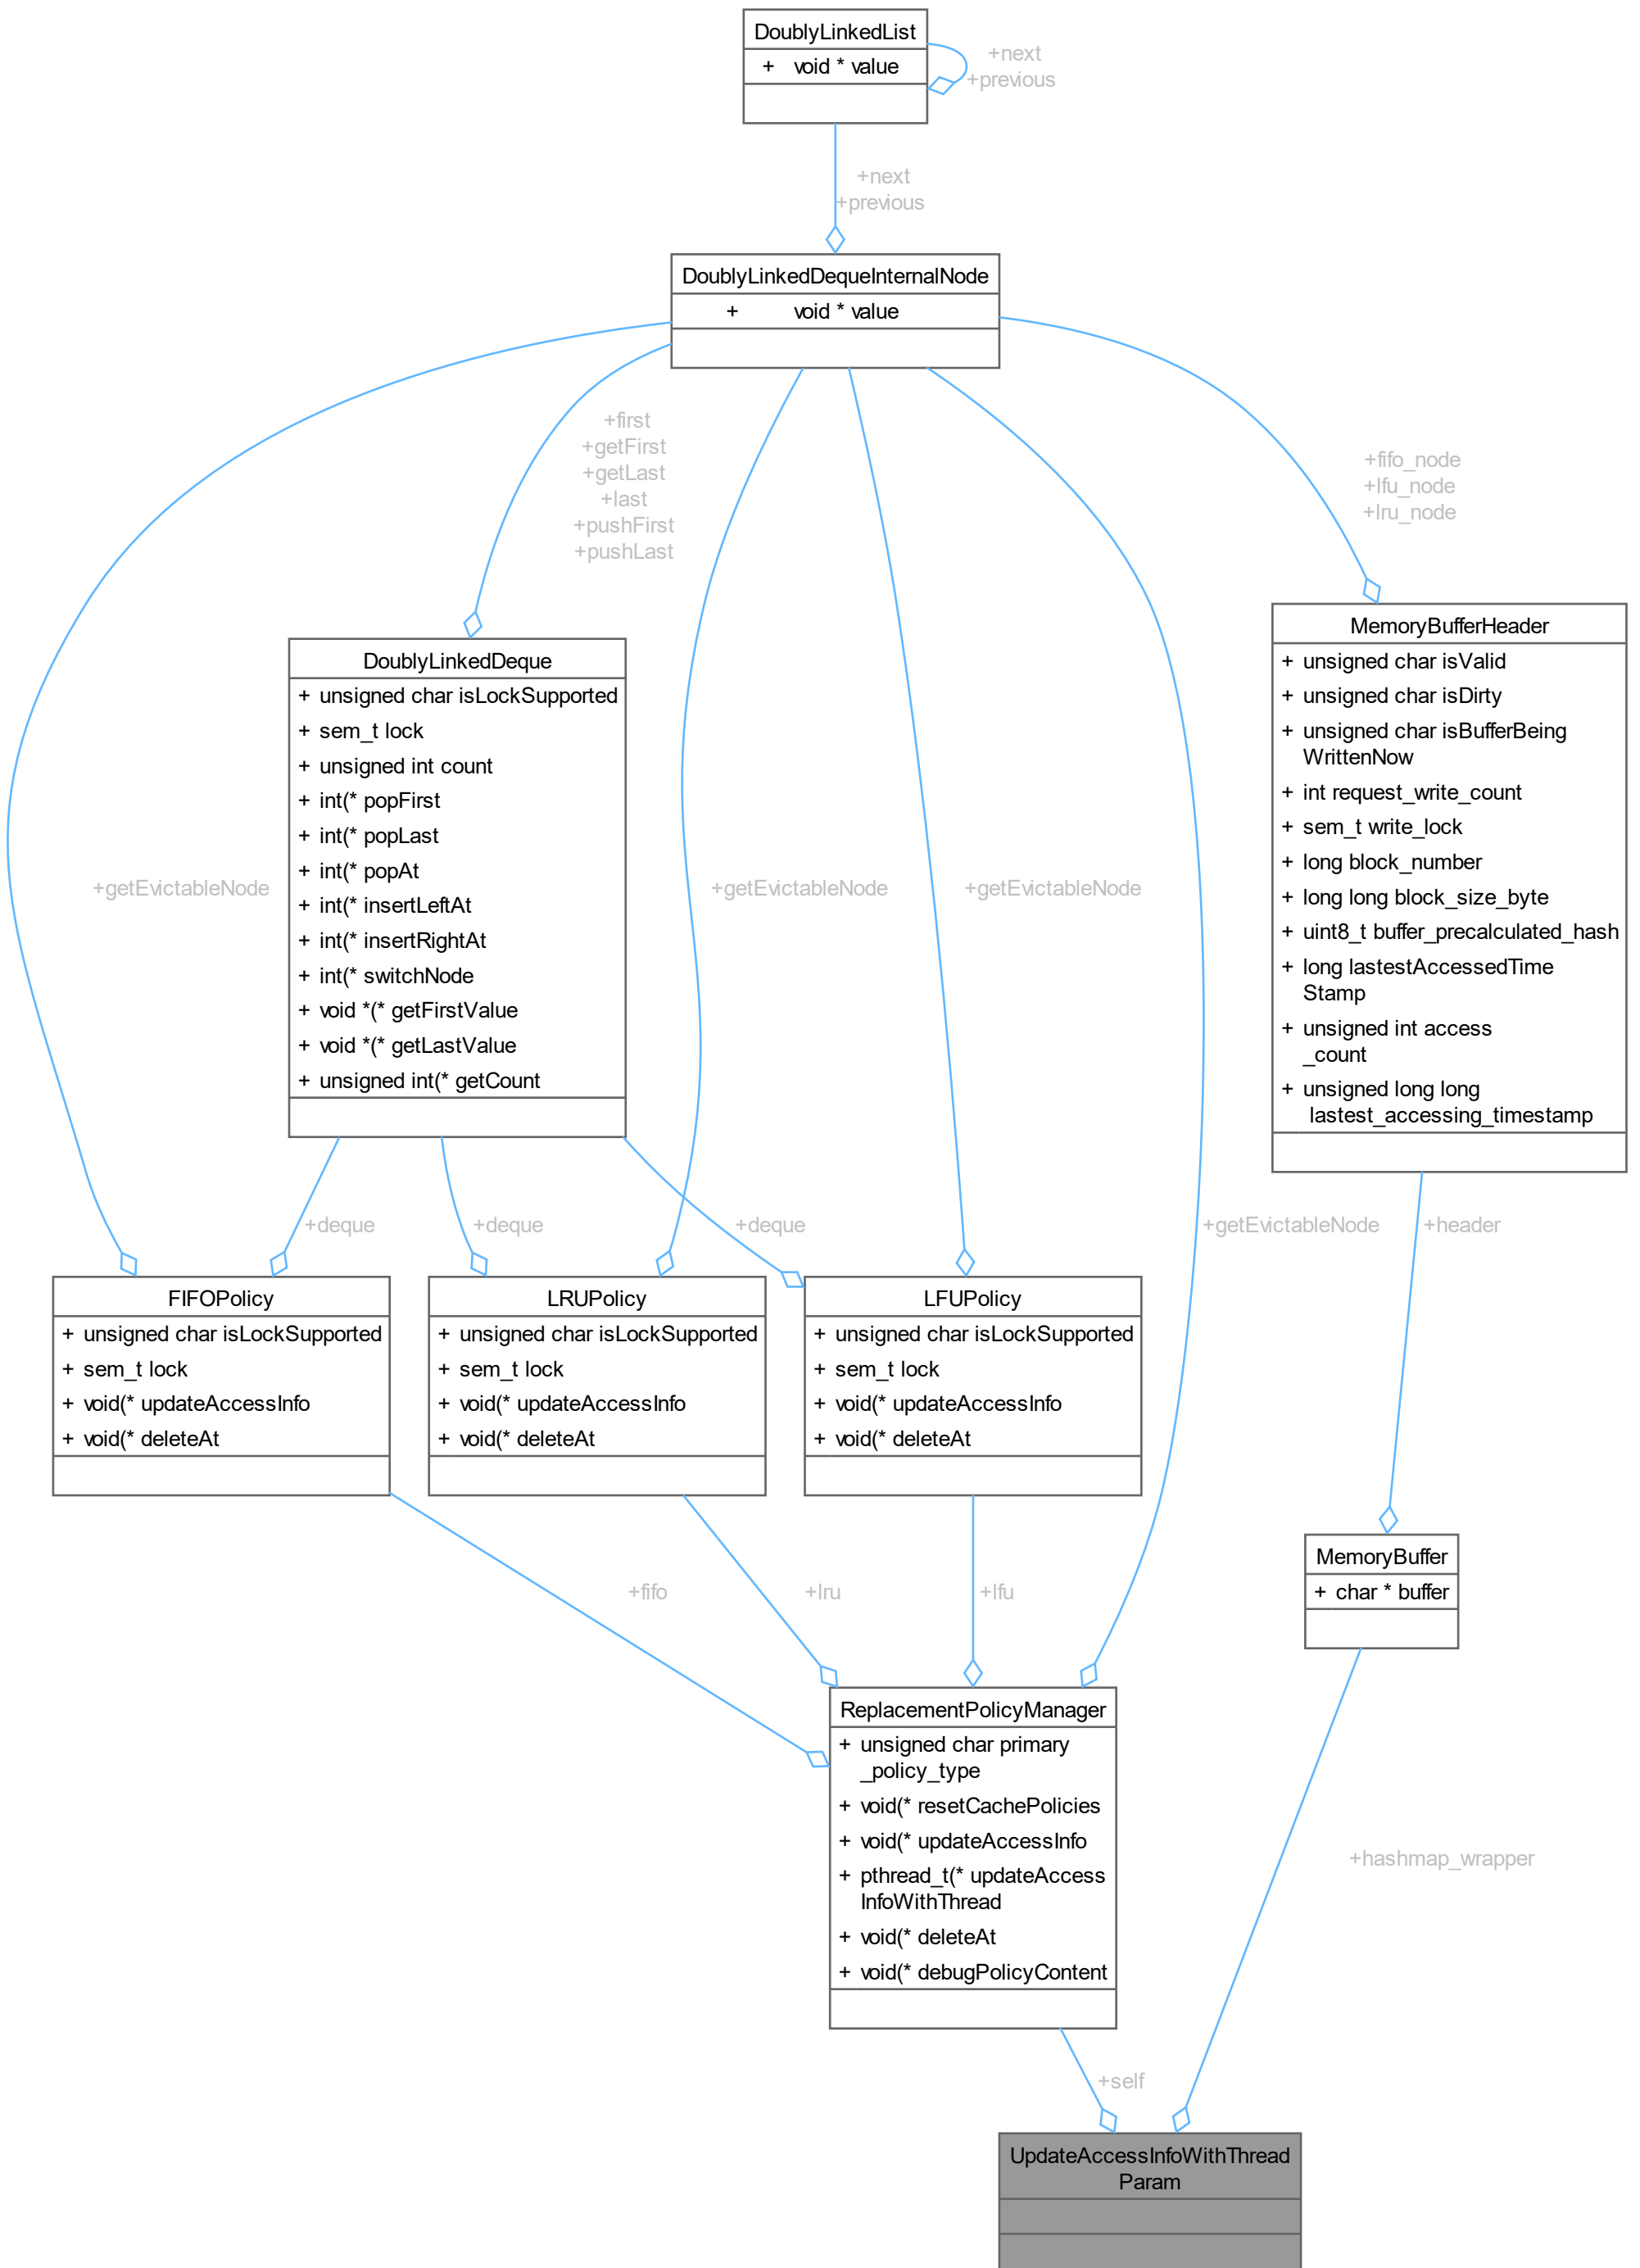 DoublyLinkedList
+ void * value
+next
+previous
+next
+previous
DoublyLinkedDequeInternalNode
+ void * value
+first
+getFirst
+getLast
+last
+pushFirst
+pushLast
+fifo_node
+lfu_node
+lru_node
DoublyLinkedDeque
+ unsigned char isLockSupported
+ sem_t lock
+ unsigned int count
+ int(* popFirst
+ int(* popLast
+ int(* popAt
+ int(* insertLeftAt
+ int(* insertRightAt
+ int(* switchNode
+ void *(* getFirstValue
+ void *(* getLastValue
+ unsigned int(* getCount
MemoryBufferHeader
+ unsigned char isValid
+ unsigned char isDirty
+ unsigned char isBufferBeing
WrittenNow
+ int request_write_count
+ sem_t write_lock
+ long block_number
+ long long block_size_byte
+ uint8_t buffer_precalculated_hash
+ long lastestAccessedTime
Stamp
+ unsigned int access
_count
+ unsigned long long
lastest_accessing_timestamp
+getEvictableNode
+getEvictableNode
+getEvictableNode
+deque
+deque
+deque
+getEvictableNode
+header
FIFOPolicy
+ unsigned char isLockSupported
+ sem_t lock
+ void(* updateAccessInfo
+ void(* deleteAt
LRUPolicy
+ unsigned char isLockSupported
+ sem_t lock
+ void(* updateAccessInfo
+ void(* deleteAt
LFUPolicy
+ unsigned char isLockSupported
+ sem_t lock
+ void(* updateAccessInfo
+ void(* deleteAt
MemoryBuffer
+ char * buffer
+fifo
+lru
+lfu
ReplacementPolicyManager
+ unsigned char primary
_policy_type
+ void(* resetCachePolicies
+ void(* updateAccessInfo
+ pthread_t(* updateAccess
InfoWithThread
+ void(* deleteAt
+ void(* debugPolicyContent
+hashmap_wrapper
+self
UpdateAccessInfoWithThread
Param